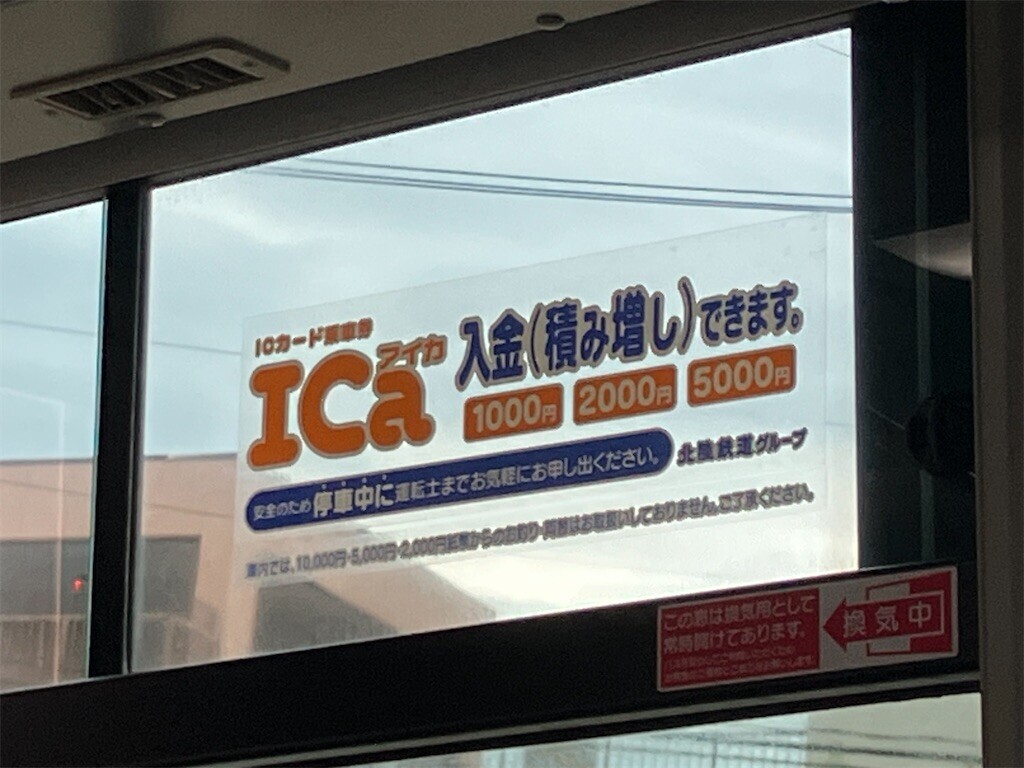 ICカード乗車券
アイカ
ICa
入金(積み増し)できます。
1000円 2000円 5000円
安全のため停車中に運転士までお気軽にお申し出ください。
北陸鉄道グループ
車内では、10,000円・5,000円・2,000円紙幣からのお釣り・両替はお取扱いしておりません。ご了承ください。
この窓は換気用として
常時開けてあります。
換気中